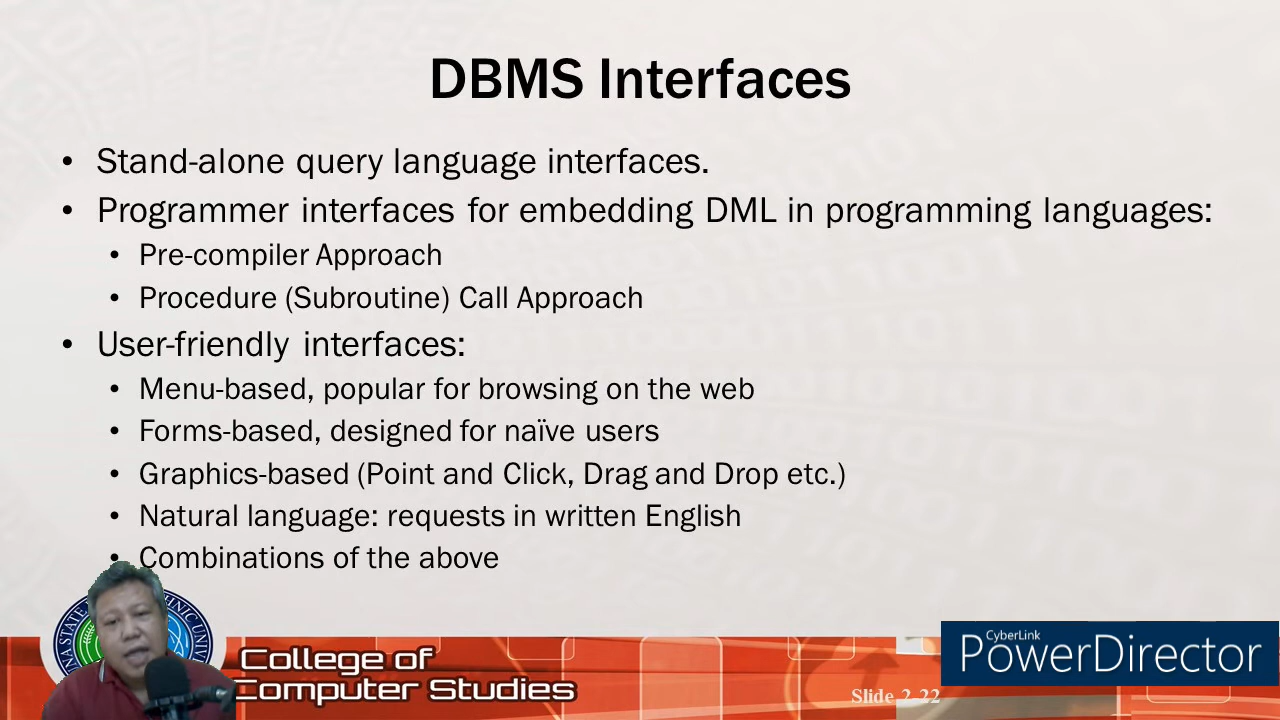 DBMS Interfaces
• Stand-alone query language interfaces.
• Programmer interfaces for embedding DML in programming languages:
• Pre-compiler Approach
• Procedure (Subroutine) Call Approach
• User-friendly interfaces:
• Menu-based, popular for browsing on the web
• Forms-based, designed for naïve users
• Graphics-based (Point and Click, Drag and Drop etc.)
• Natural language: requests in written English
• Combinations of the above
College of
Computer Studies
Slide 2-22
CyberLink
PowerDirector